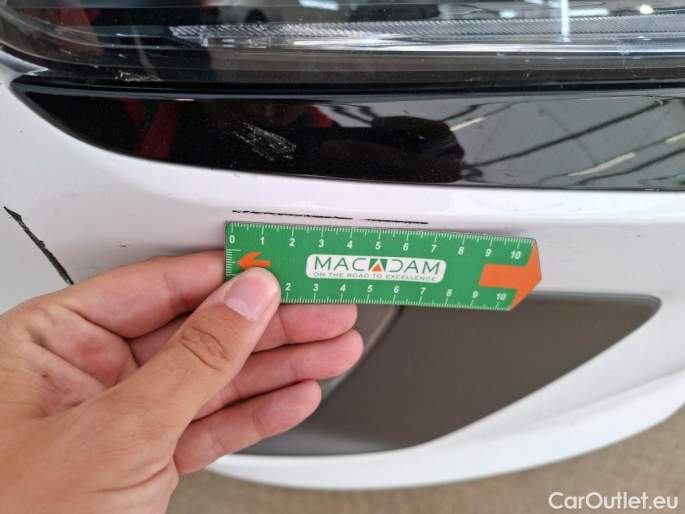 0 1 2 3 4 5 6 7 8 9 10
MACADAM
ON THE ROAD TO EXCELLENCE
2 3 4 5 6 7 8 9 10
CarOutlet.eu